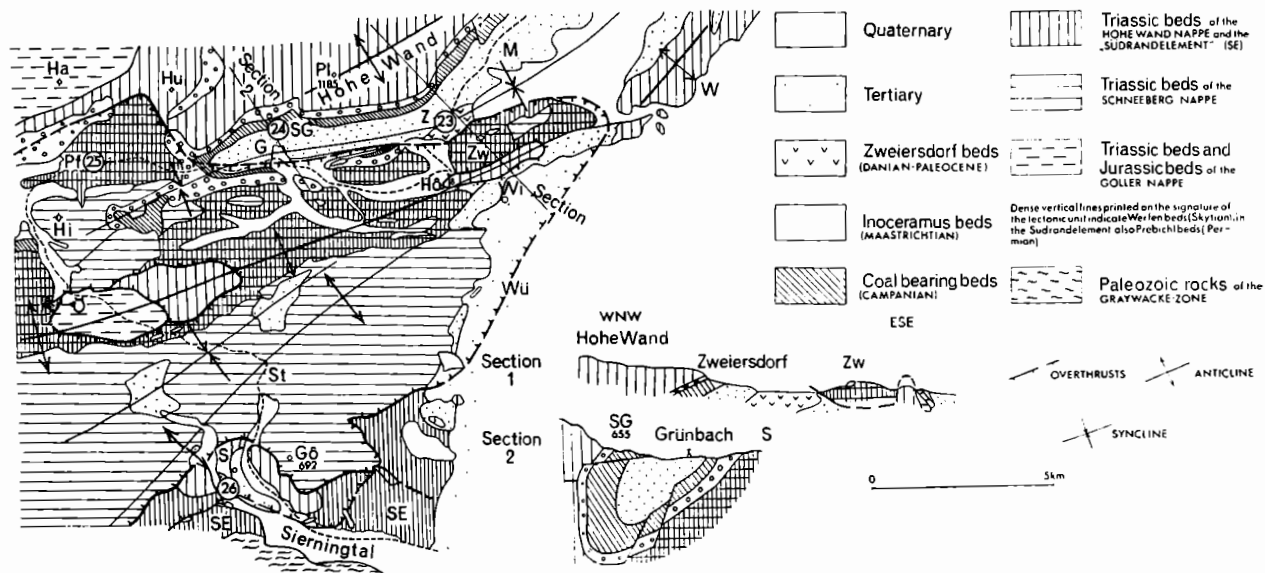 Ha
Hu
Section
2
Pl
1185
Hohe Wand
M
W
24
SG
Z
23
G
Zw
Pf
25
Hö
Wi
Section
Hi
Ö
Wü
St
S
Gö
692
26
SE
SE
Sierningtal
Quaternary
Tertiary
Zweiersdorf beds
(DANIAN-PALEOCENE)
Inoceramus beds
(MAASTRICHTIAN)
Coal bearing beds
(CAMPANIAN)
Triassic beds of the
HOHE WAND NAPPE and the
„SÜDRANDELEMENT" (SE)
Triassic beds of the
SCHNEEBERG NAPPE
Triassic beds and
Jurassic beds of the
GÖLLER NAPPE
Dense vertical lines printed on the signature of
the tectonic unit indicate Werfen beds (Skytian), in
the Südrandelement also Prebichl beds (Per-
mian)
Paleozoic rocks of the
GRAYWACKE-ZONE
Section
1
WNW
Hohe Wand
Zweiersdorf
Zw
ESE
Section
2
SG
655
Grünbach
S
OVERTHRUSTS
ANTICLINE
SYNCLINE
0
5km